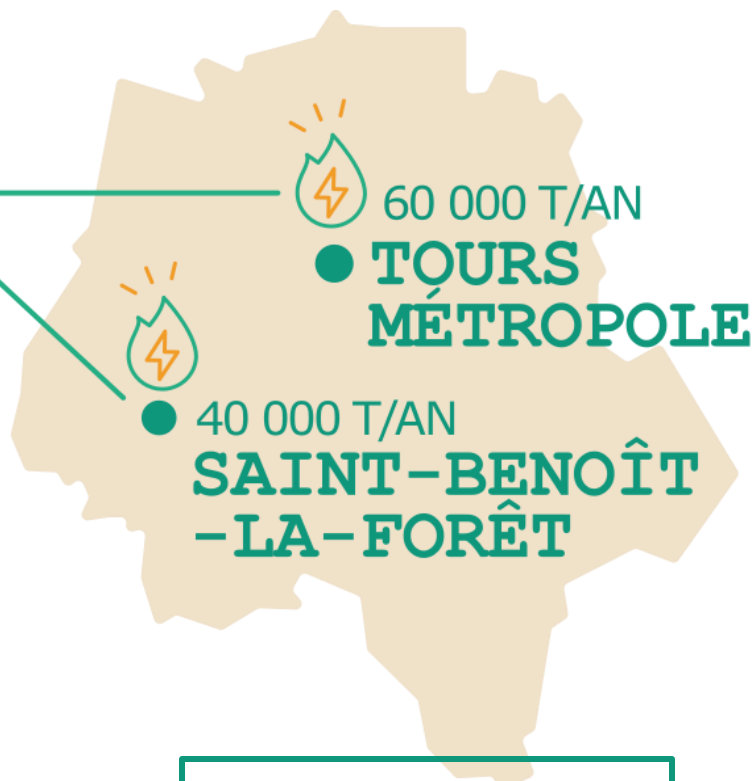 60 000 T/AN
TOURS
MÉTROPOLE
40 000 T/AN
SAINT-BENOÎT
-LA-FORÊT